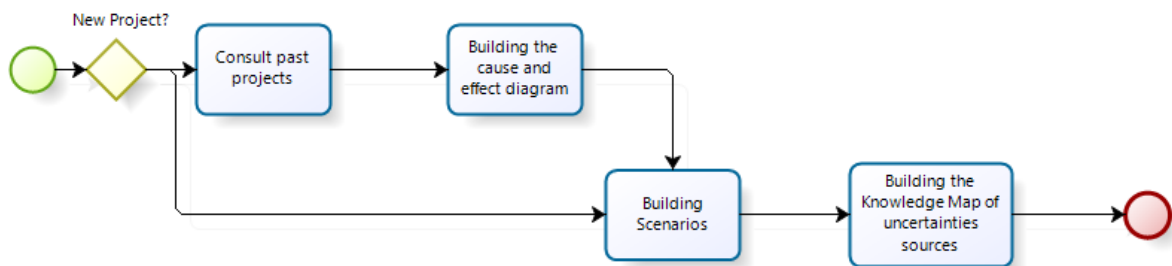 New Project?
Consult past
projects
Building the
cause and
effect diagram
Building
Scenarios
Building the
Knowledge Map of
uncertainties
sources